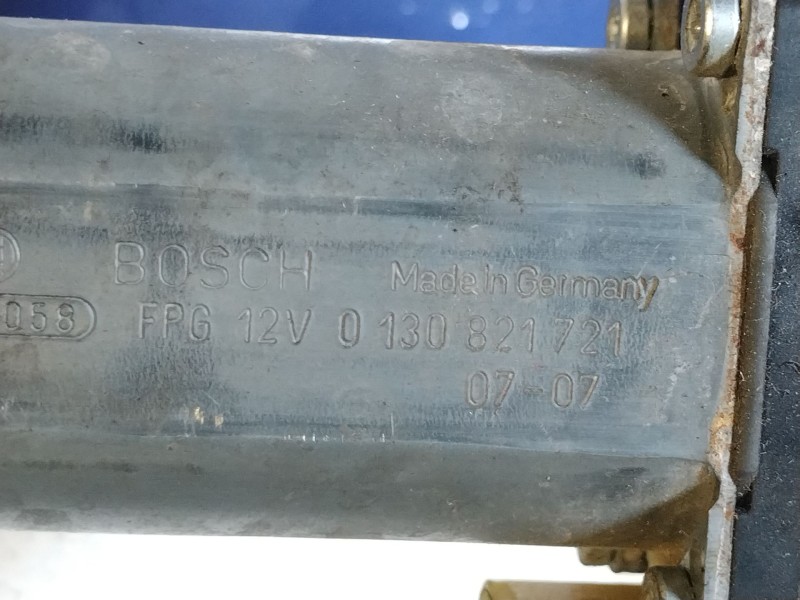 BOSCH Made in Germany
058 FPG 12V 0 130 821 721
07-07